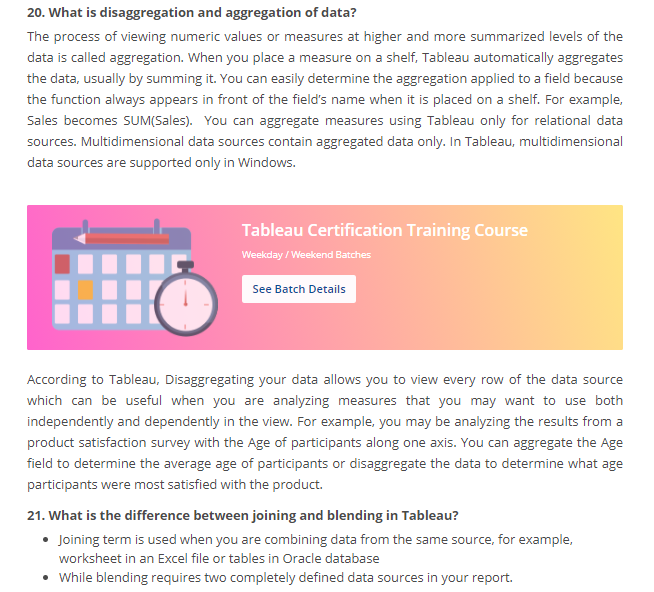 20. What is disaggregation and aggregation of data?
The process of viewing numeric values or measures at higher and more summarized levels of the
data is called aggregation. When you place a measure on a shelf, Tableau automatically aggregates
the data, usually by summing it. You can easily determine the aggregation applied to a field because
the function always appears in front of the field’s name when it is placed on a shelf. For example,
Sales becomes SUM(Sales).  You can aggregate measures using Tableau only for relational data
sources. Multidimensional data sources contain aggregated data only. In Tableau, multidimensional
data sources are supported only in Windows.
Tableau Certification Training Course
Weekday / Weekend Batches
See Batch Details
According to Tableau, Disaggregating your data allows you to view every row of the data source
which can be useful when you are analyzing measures that you may want to use both
independently and dependently in the view. For example, you may be analyzing the results from a
product satisfaction survey with the Age of participants along one axis. You can aggregate the Age
field to determine the average age of participants or disaggregate the data to determine what age
participants were most satisfied with the product.
21. What is the difference between joining and blending in Tableau?
• Joining term is used when you are combining data from the same source, for example,
worksheet in an Excel file or tables in Oracle database
• While blending requires two completely defined data sources in your report.